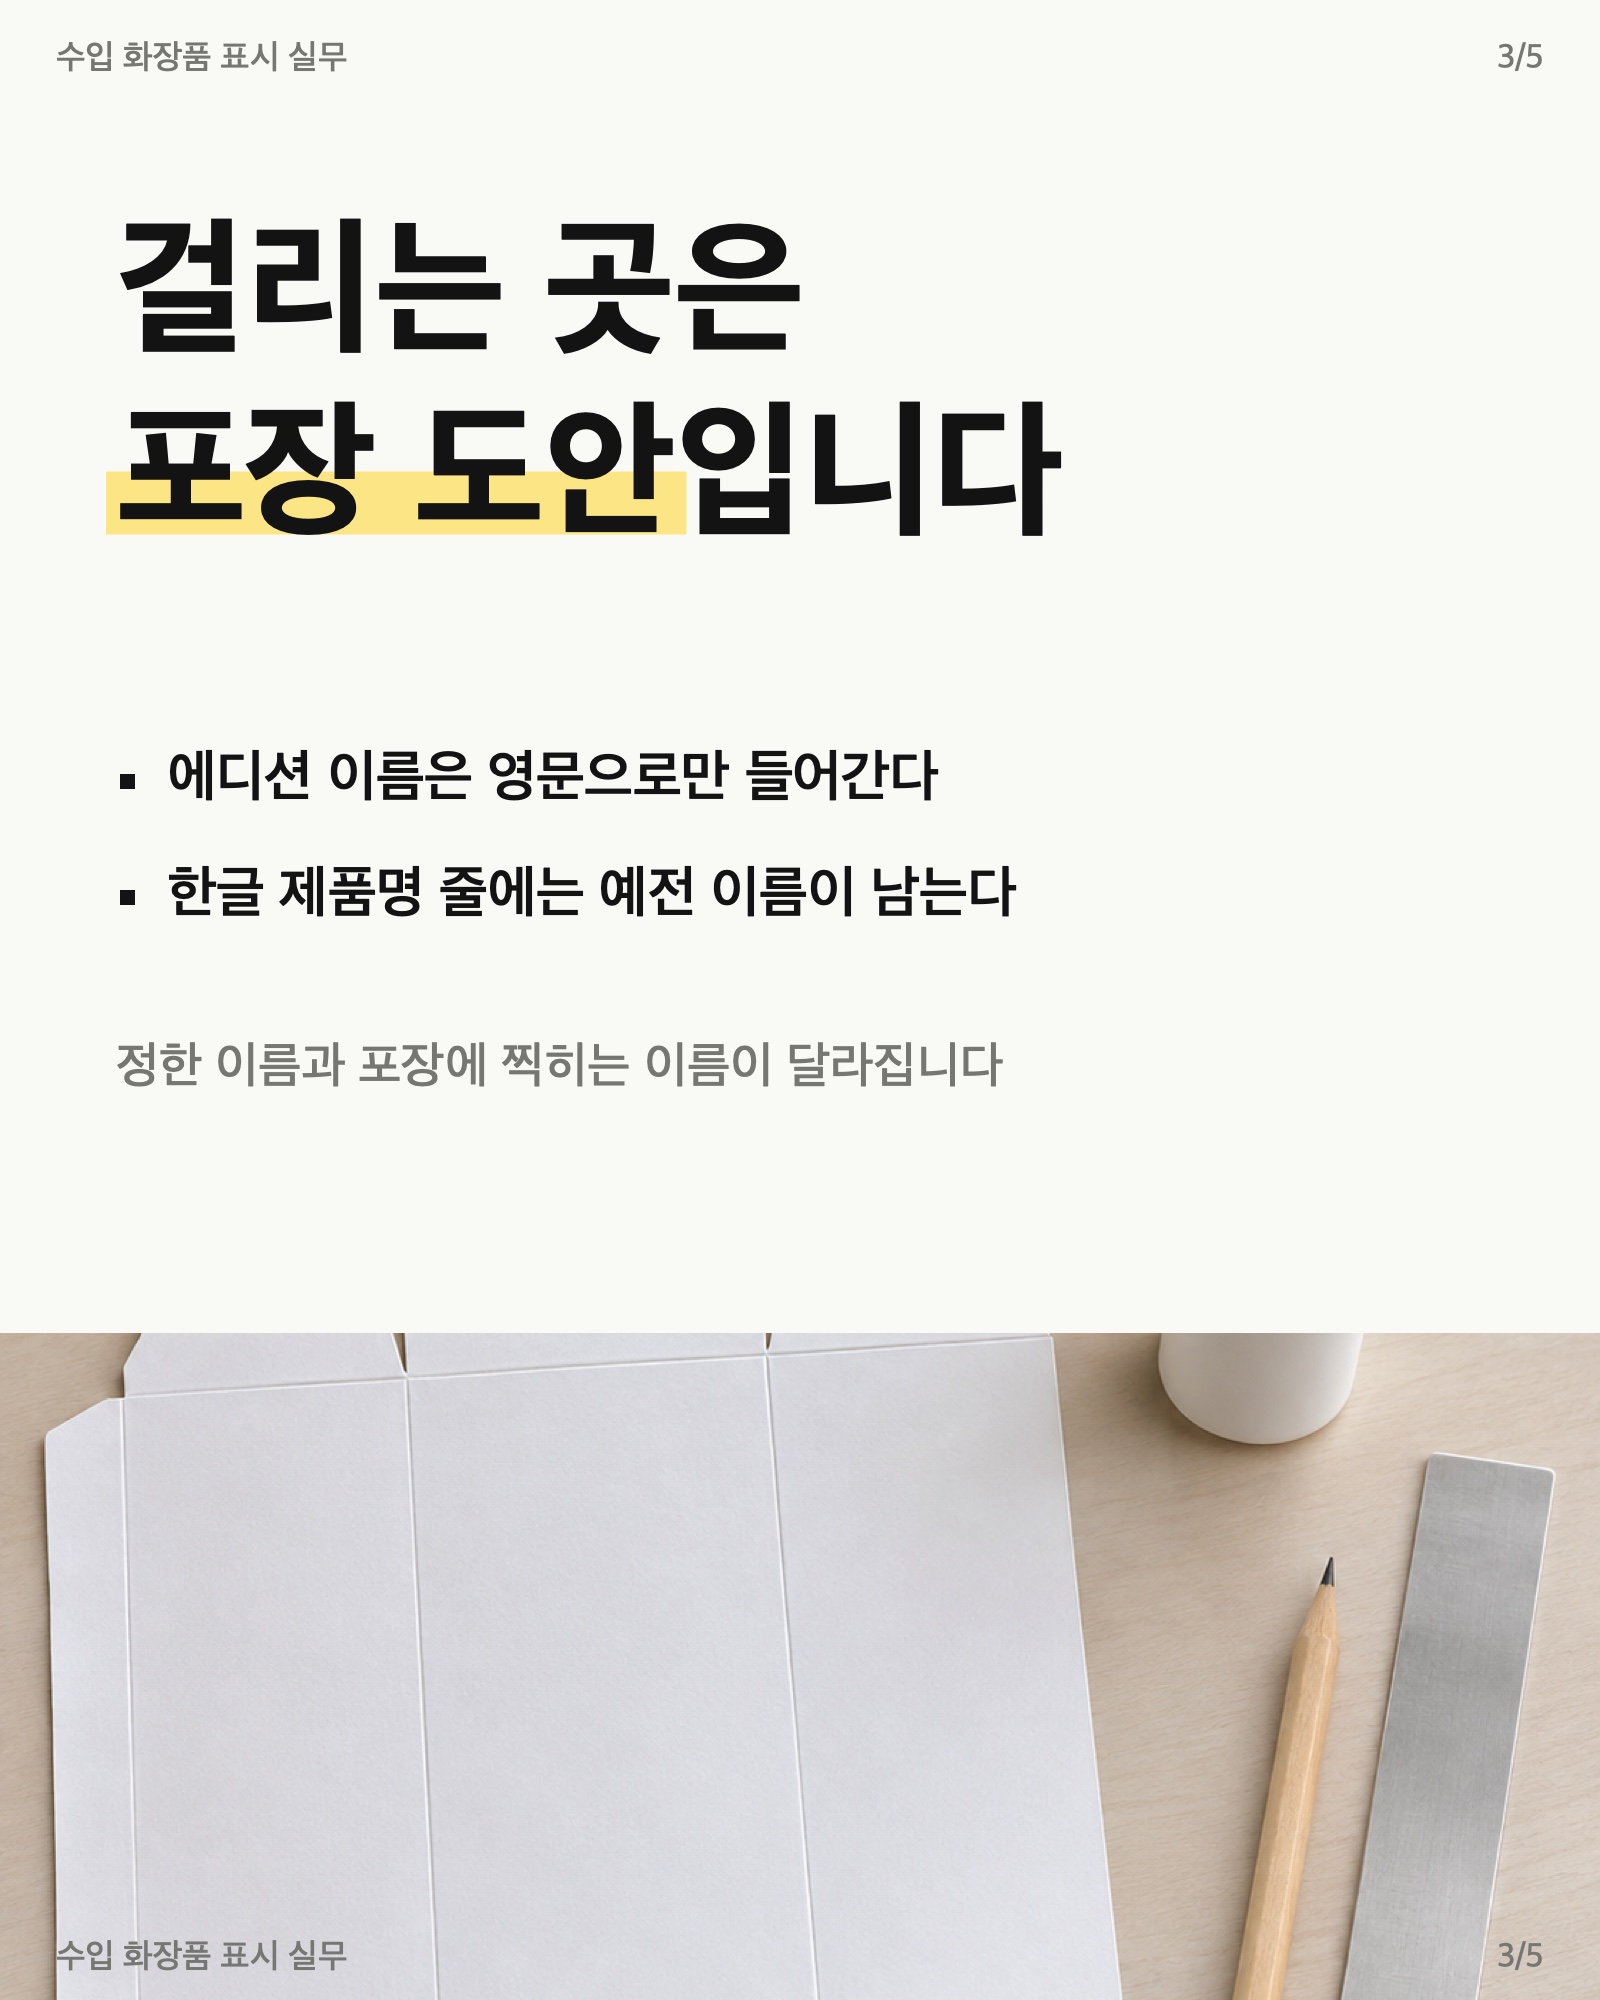 수입 화장품 표시 실무
3/5
걸리는 곳은
포장 도안입니다
▪ 에디션 이름은 영문으로만 들어간다
▪ 한글 제품명 줄에는 예전 이름이 남는다
정한 이름과 포장에 찍히는 이름이 달라집니다
수입 화장품 표시 실무
3/5